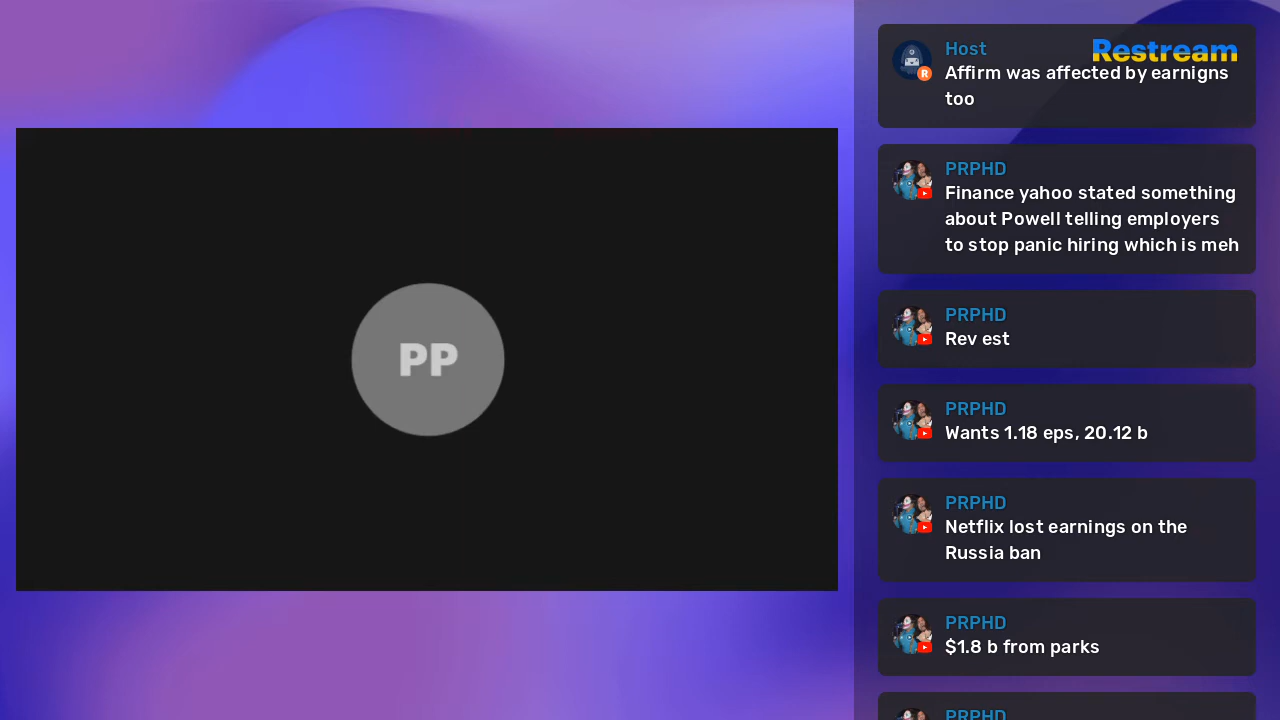 PP
Restream
Host
Affirm was affected by earnigns
too
PRPHD
Finance yahoo stated something
about Powell telling employers
to stop panic hiring which is meh
PRPHD
Rev est
PRPHD
Wants 1.18 eps, 20.12 b
PRPHD
Netflix lost earnings on the
Russia ban
PRPHD
$1.8 b from parks
PRPHD